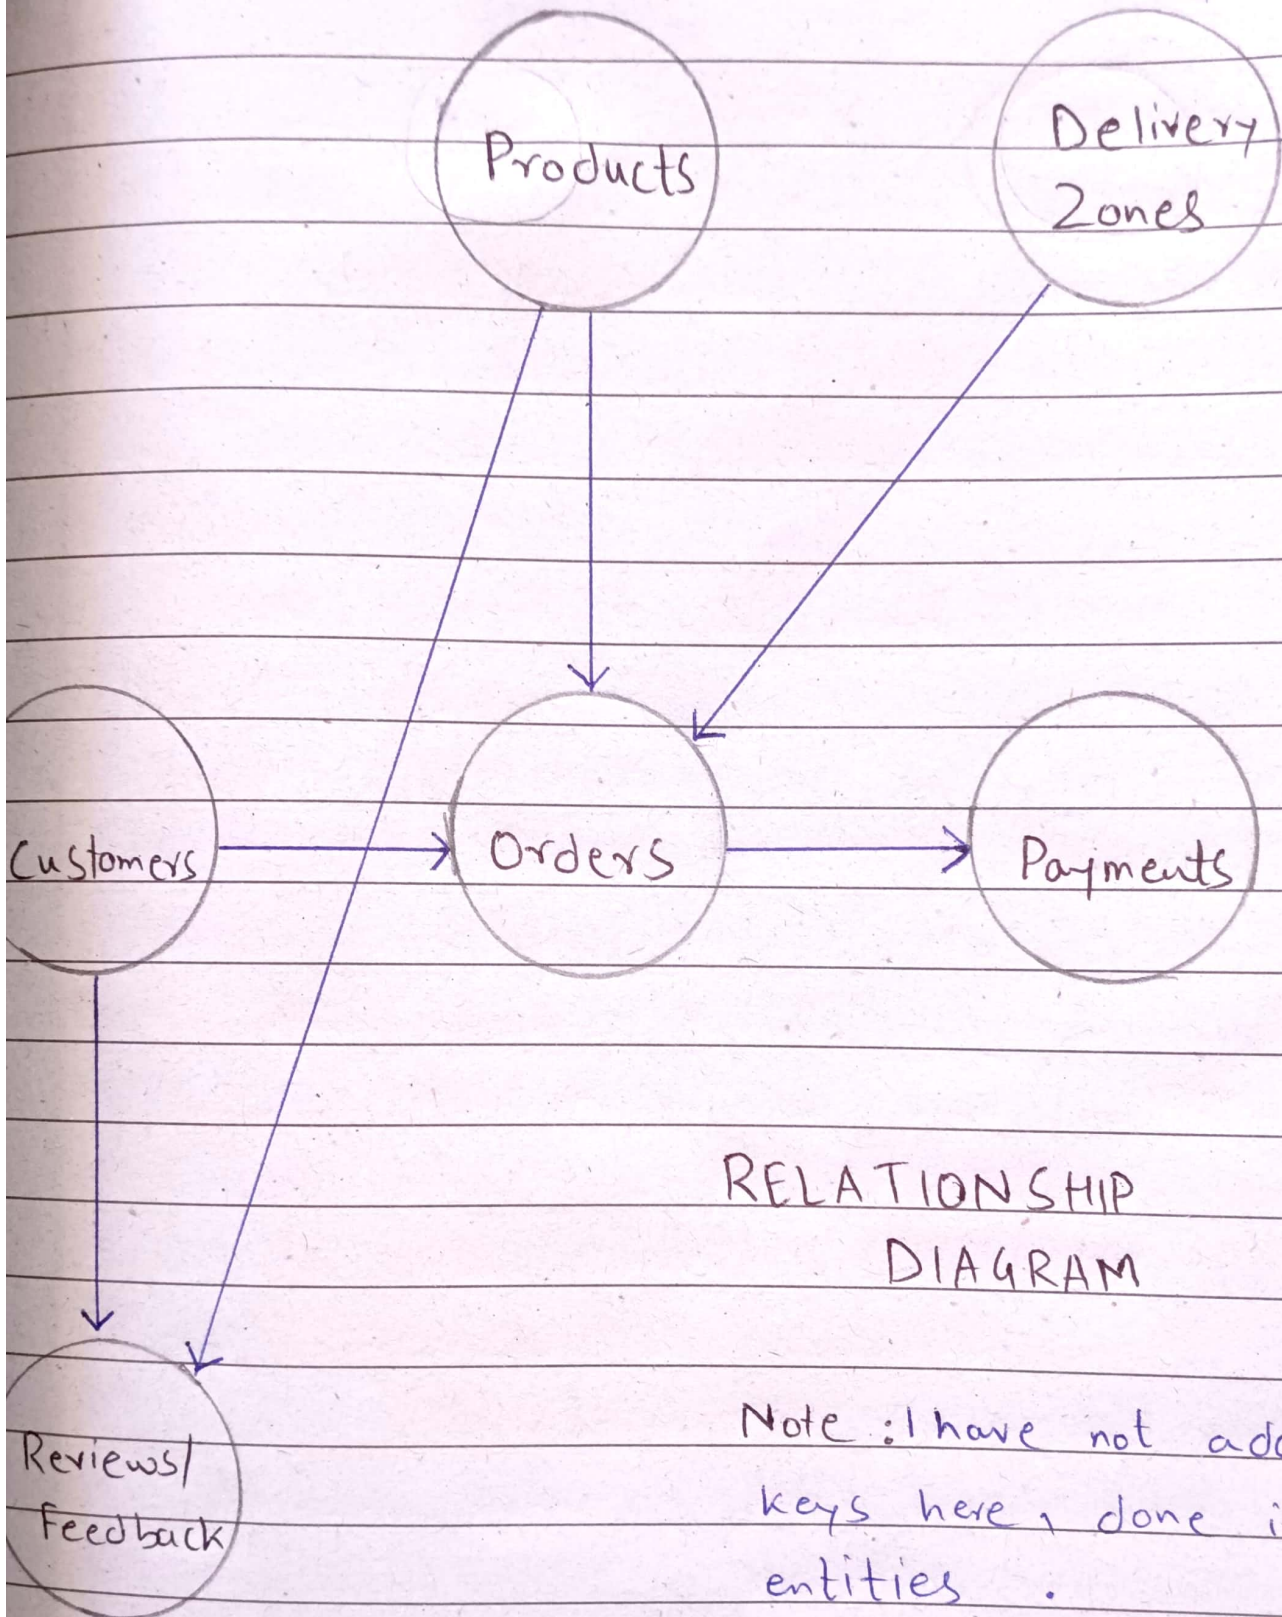 Products
Delivery
Zones
Customers
Orders
Payments
RELATIONSHIP
DIAGRAM
Reviews/
Feedback
Note : I have not
keys here, done
entities .